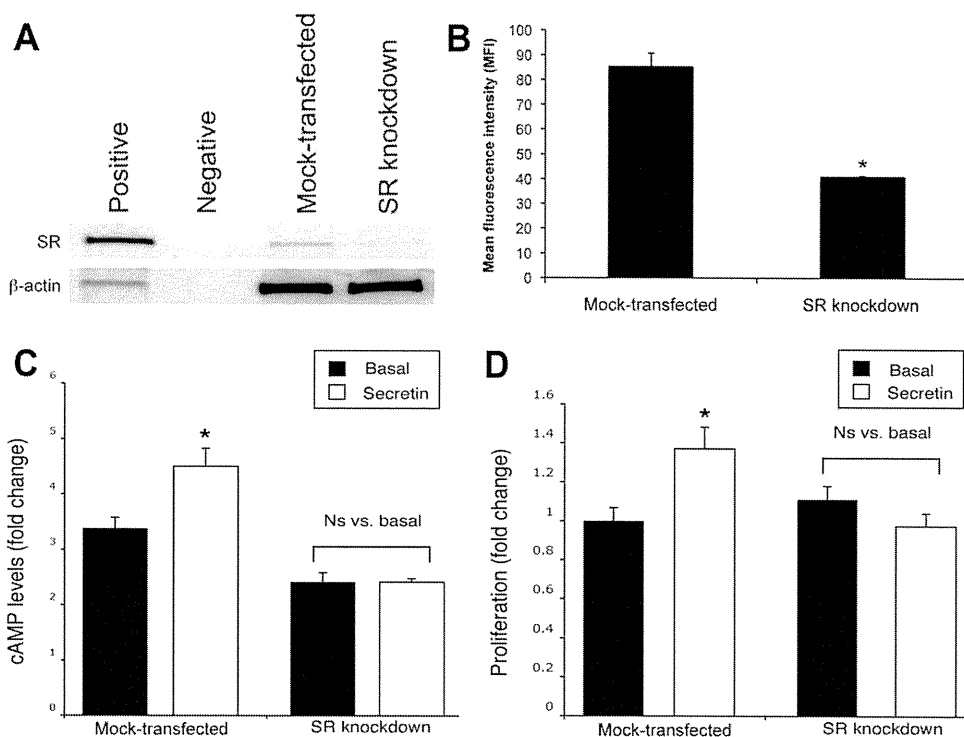 A
Positive
Negative
Mock-transfected
SR knockdown
SR
β-actin
B
Mean fluorescence intensity (MFI)
100
90
80
70
60
50
40
30
20
10
0
*
Mock-transfected
SR knockdown
C
Basal
Secretin
cAMP levels (fold change)
6
5
4
3
2
1
0
*
Ns vs. basal
Mock-transfected
SR knockdown
D
Basal
Secretin
Proliferation (fold change)
1.6
1.4
1.2
1
0.8
0.6
0.4
0.2
0
*
Ns vs. basal
Mock-transfected
SR knockdown